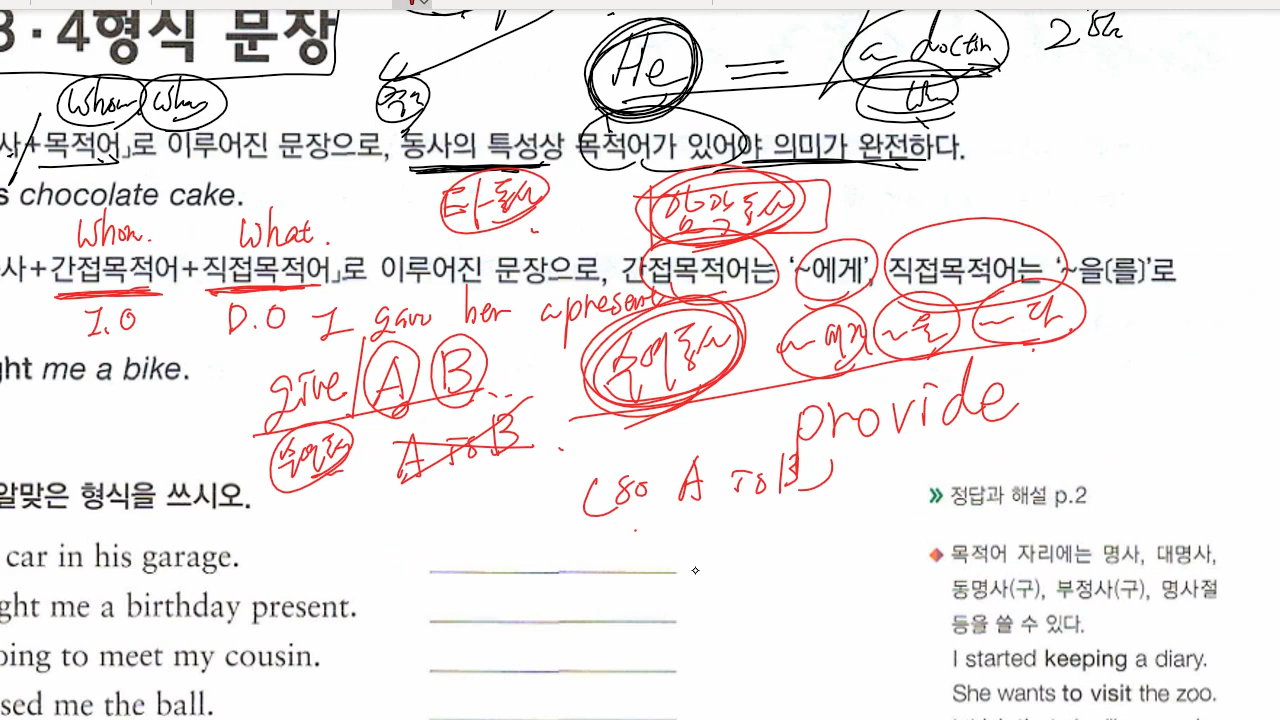 3·4형식 문장
He = a doctor 2
whom what
사+목적어」로 이루어진 문장으로, 동사의 특성상 목적어가 있어야 의미가 완전하다.
s chocolate cake.
타동사
whom. what.
사+간접목적어+직접목적어」로 이루어진 문장으로, 간접목적어는 ‘~에게’, 직접목적어는 ‘~을(를)’로
I.O D.O I gave her a present
수여동사 ~에게 ~을 ~다
ght me a bike.
give A B
provide
수여동사 A to B
(so A to B)
알맞은 형식을 쓰시오.
» 정답과 해설 p.2
car in his garage.
ght me a birthday present.
oing to meet my cousin.
sed me the ball.
목적어 자리에는 명사, 대명사,
동명사(구), 부정사(구), 명사절
등을 쓸 수 있다.
I started keeping a diary.
She wants to visit the zoo.